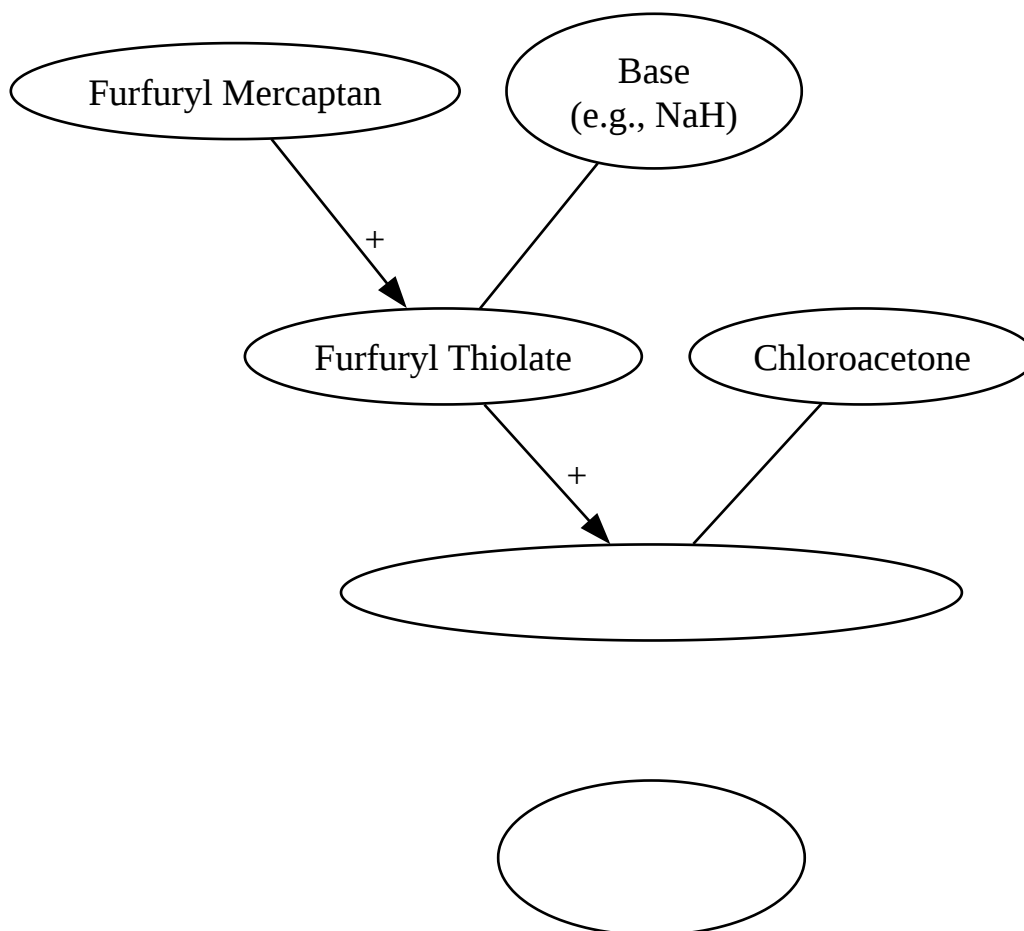 Furfuryl Mercaptan
Base
(e.g., NaH)
+
Furfuryl Thiolate
Chloroacetone
+